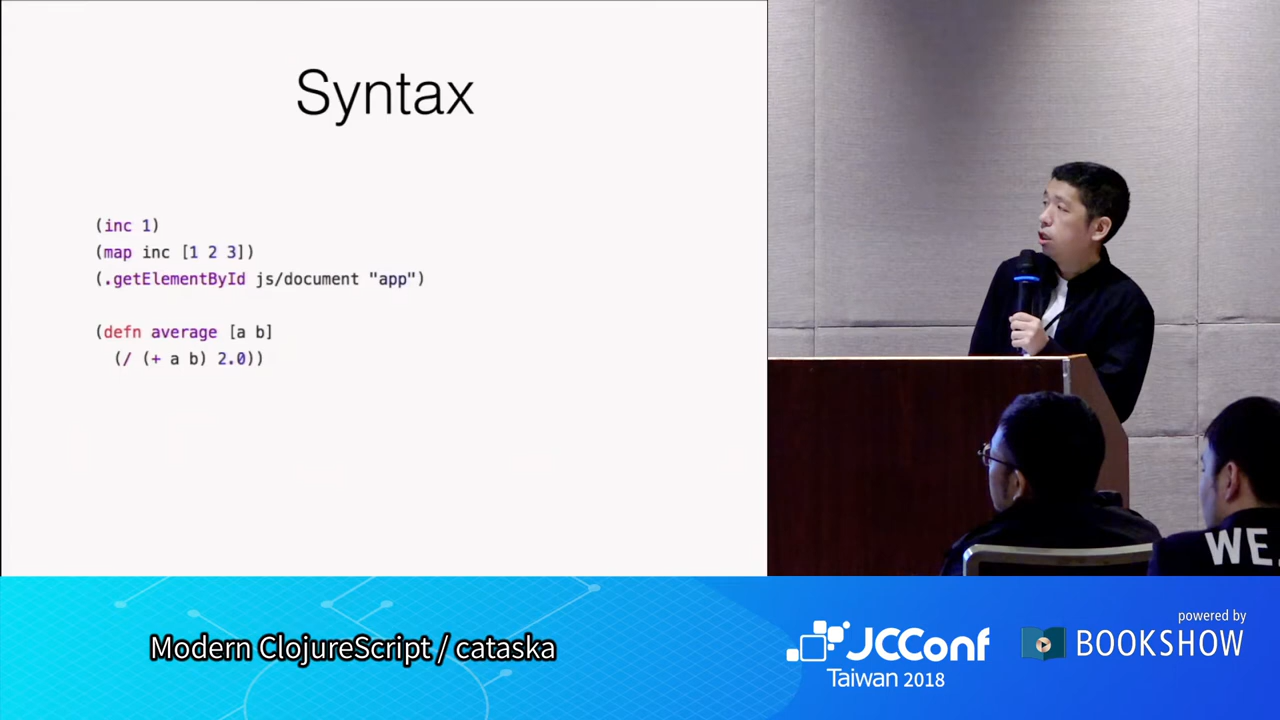 Syntax
(inc 1)
(map inc [1 2 3])
(.getElementById js/document "app")
(defn average [a b]
(/ (+ a b) 2.0))
WE
Modern ClojureScript / cataska
JCConf
Taiwan 2018
powered by
BOOKSHOW